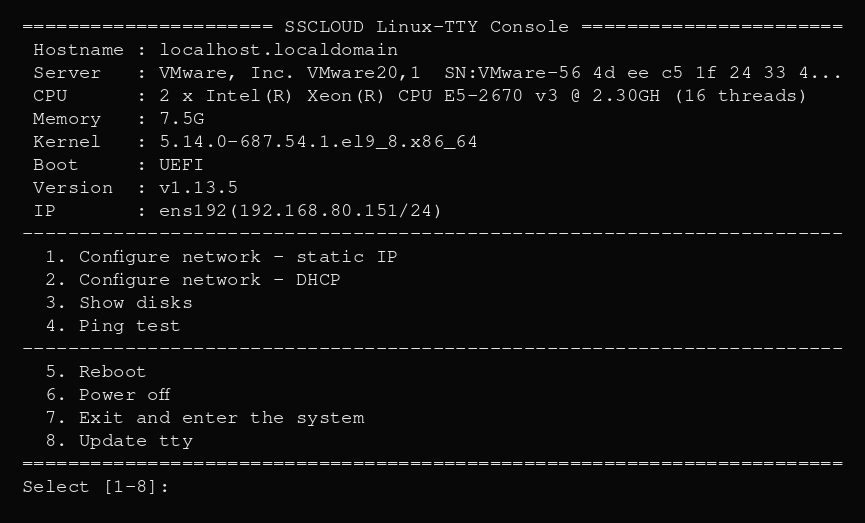 ======================= SSCLOUD Linux-TTY Console =======================
Hostname : localhost.localdomain
Server   : VMware, Inc. VMware20,1  SN:VMware-56 4d ee c5 1f 24 33 4...
CPU      : 2 x Intel(R) Xeon(R) CPU E5-2670 v3 @ 2.30GH (16 threads)
Memory   : 7.5G
Kernel   : 5.14.0-687.54.1.el9_8.x86_64
Boot     : UEFI
Version  : v1.13.5
IP       : ens192(192.168.80.151/24)
------------------------------------------------------------------------
1. Configure network - static IP
2. Configure network - DHCP
3. Show disks
4. Ping test
------------------------------------------------------------------------
5. Reboot
6. Power off
7. Exit and enter the system
8. Update tty
========================================================================
Select [1-8]: